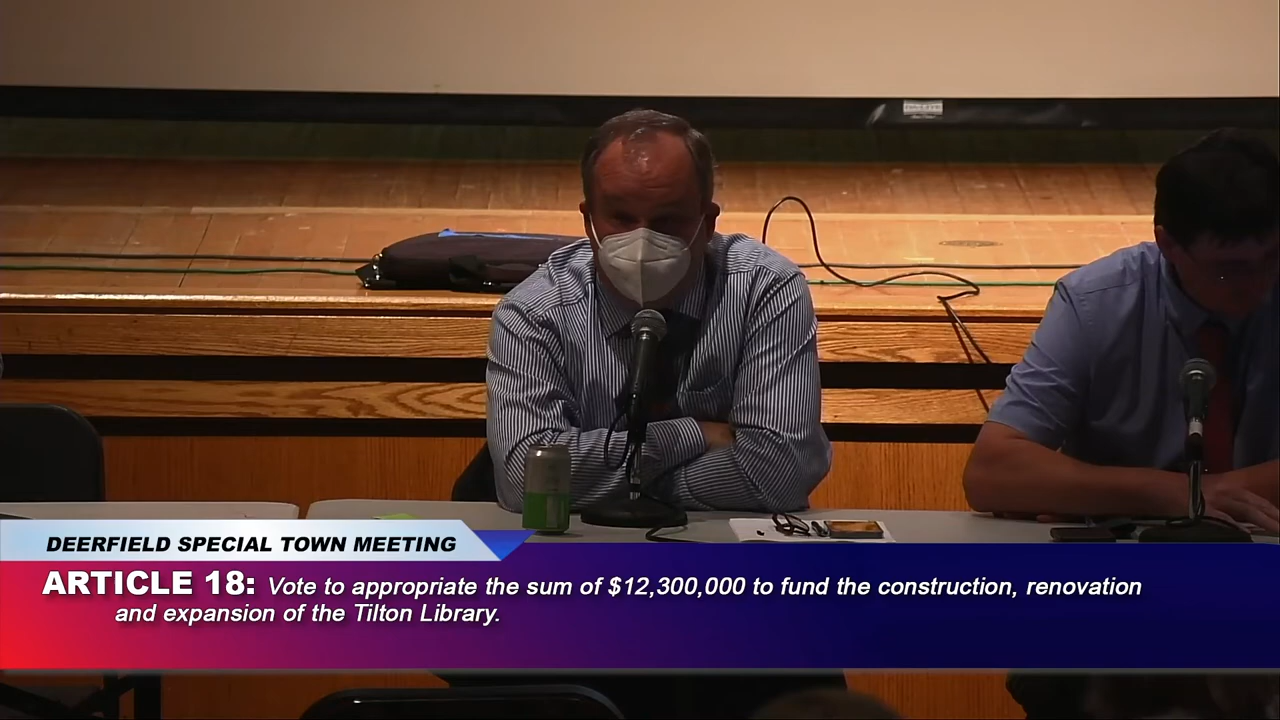 DEERFIELD SPECIAL TOWN MEETING
ARTICLE 18: Vote to appropriate the sum of $12,300,000 to fund the construction, renovation
and expansion of the Tilton Library.